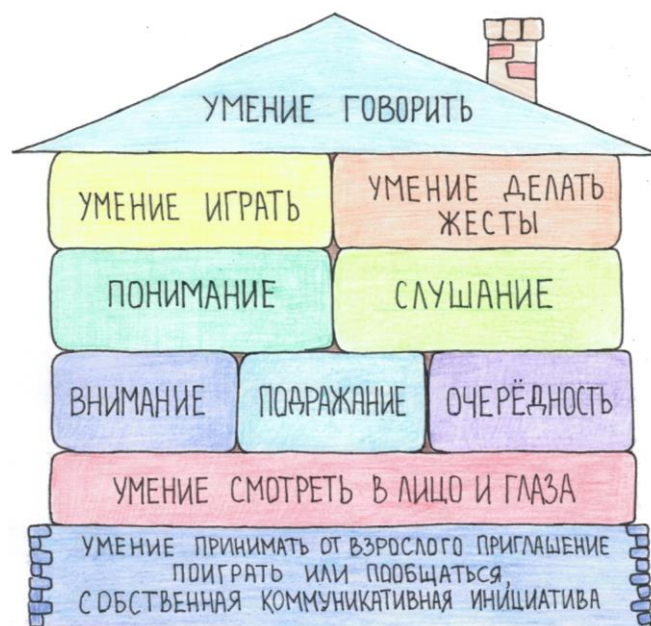 УМЕНИЕ ГОВОРИТЬ
УМЕНИЕ ИГРАТЬ
УМЕНИЕ ДЕЛАТЬ
ЖЕСТЫ
ПОНИМАНИЕ
СЛУШАНИЕ
ВНИМАНИЕ
ПОДРАЖАНИЕ
ОЧЕРЁДНОСТЬ
УМЕНИЕ СМОТРЕТЬ В ЛИЦО И ГЛАЗА
УМЕНИЕ ПРИНИМАТЬ ОТ ВЗРОСЛОГО ПРИГЛАШЕНИЕ
ПОИГРАТЬ ИЛИ ПООБЩАТЬСЯ,
СОБСТВЕННАЯ КОММУНИКАТИВНАЯ ИНИЦИАТИВА